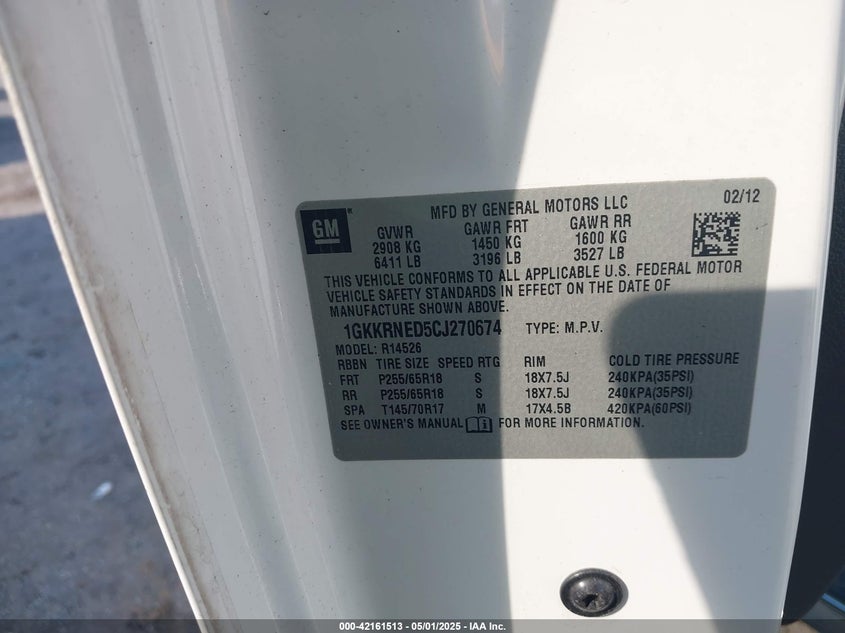 MFD BY GENERAL MOTORS LLC 02/12
GM
GVWR GAWR FRT GAWR RR
2908 KG 1450 KG 1600 KG
6411 LB 3196 LB 3527 LB
THIS VEHICLE CONFORMS TO ALL APPLICABLE U.S. FEDERAL MOTOR
VEHICLE SAFETY STANDARDS IN EFFECT ON THE DATE OF
MANUFACTURE SHOWN ABOVE.
1GKKRNED5CJ270674 TYPE: M.P.V.
MODEL: R14526
RBBN TIRE SIZE SPEED RTG RIM COLD TIRE PRESSURE
FRT P255/65R18 S 18X7.5J 240KPA(35PSI)
RR P255/65R18 S 18X7.5J 240KPA(35PSI)
SPA T145/70R17 M 17X4.5B 420KPA(60PSI)
SEE OWNER'S MANUAL FOR MORE INFORMATION.
000-42161513 - 05/01/2025 - IAA Inc.